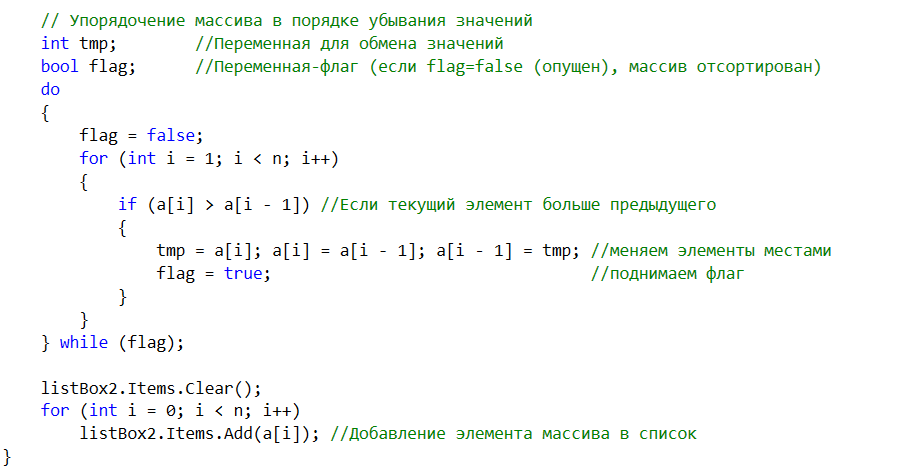 // Упорядочение массива в порядке убывания значений
int tmp; //Переменная для обмена значений
bool flag; //Переменная-флаг (если flag=false (опущен), массив отсортирован)
do
{
flag = false;
for (int i = 1; i < n; i++)
{
if (a[i] > a[i - 1]) //Если текущий элемент больше предыдущего
{
tmp = a[i]; a[i] = a[i - 1]; a[i - 1] = tmp; //меняем элементы местами
flag = true; //поднимаем флаг
}
}
} while (flag);
listBox2.Items.Clear();
for (int i = 0; i < n; i++)
listBox2.Items.Add(a[i]); //Добавление элемента массива в список
}